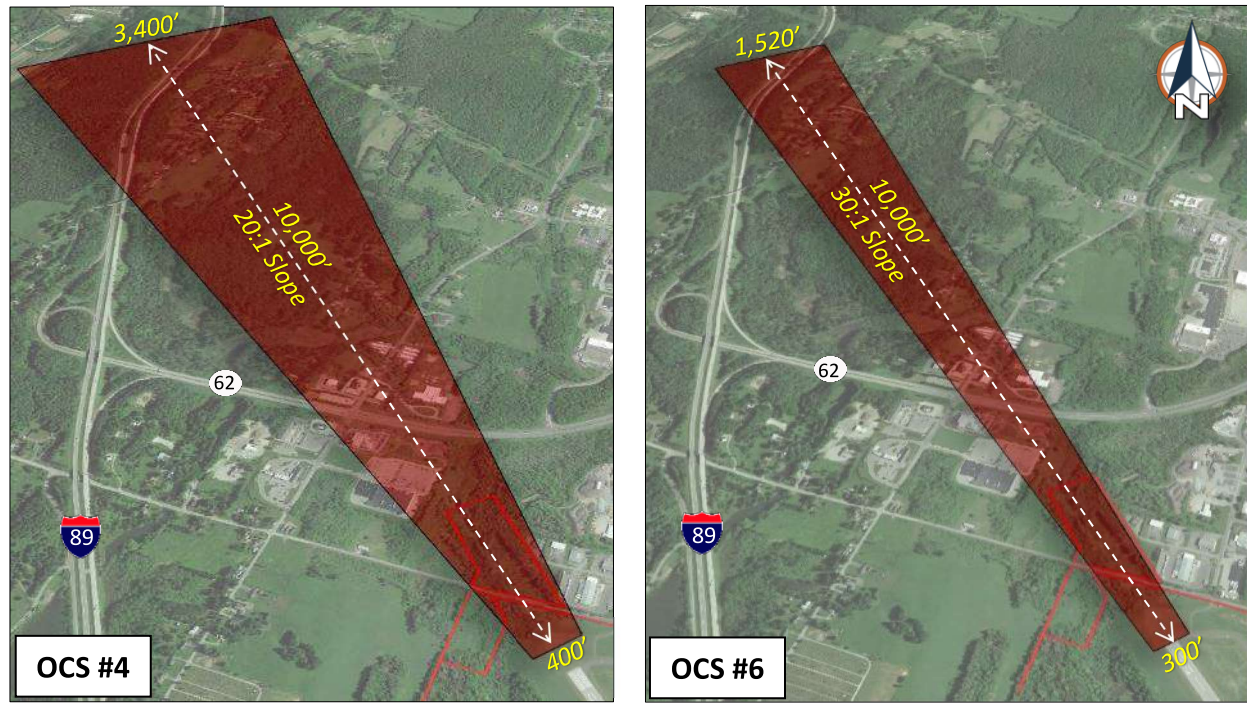 3,400’
10,000’
20:1 Slope
62
89
400’
OCS #4
1,520’
N
10,000’
30:1 Slope
62
89
300’
OCS #6